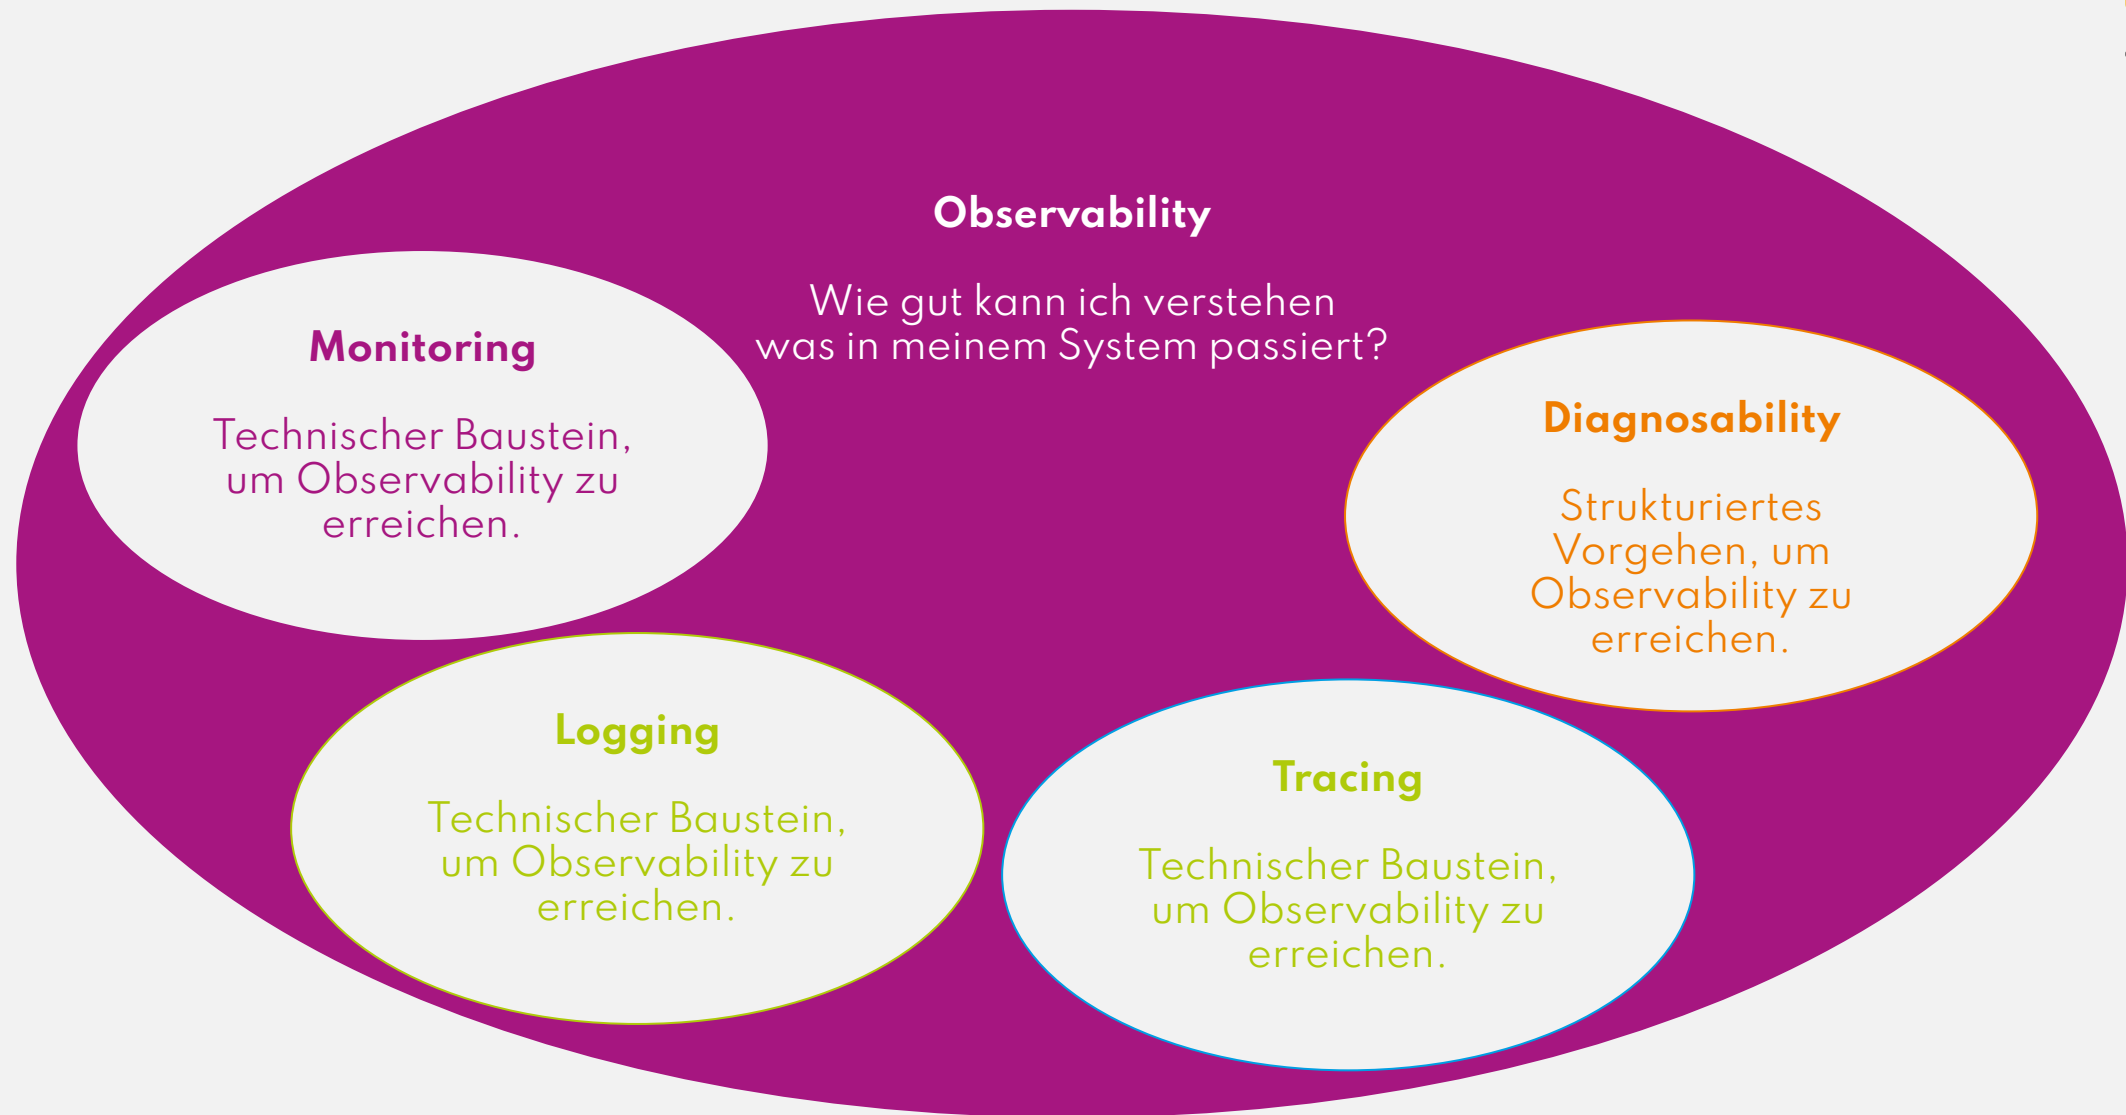 Observability
Wie gut kann ich verstehen
was in meinem System passiert?
Monitoring
Technischer Baustein,
um Observability zu
erreichen.
Diagnosability
Strukturiertes
Vorgehen, um
Observability zu
erreichen.
Logging
Technischer Baustein,
um Observability zu
erreichen.
Tracing
Technischer Baustein,
um Observability zu
erreichen.